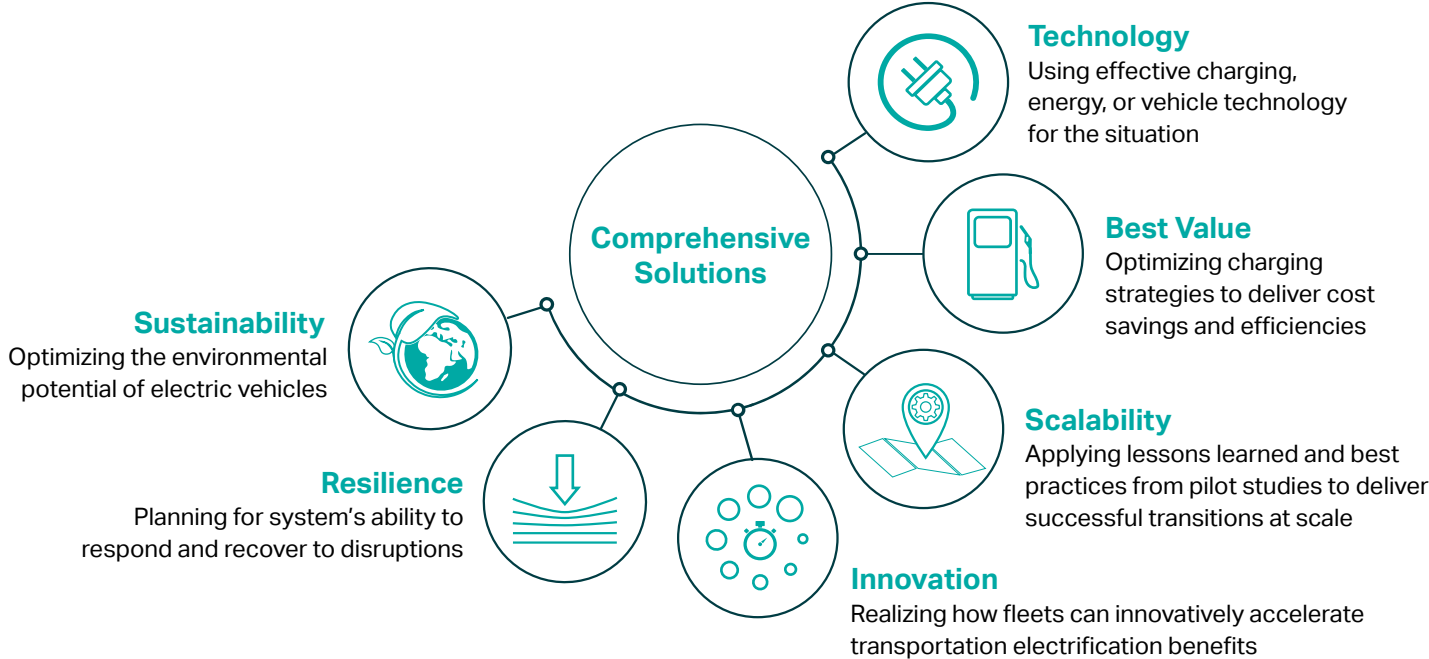 Technology
Using effective charging,
energy, or vehicle technology
for the situation
Comprehensive
Solutions
Best Value
Optimizing charging
strategies to deliver cost
savings and efficiencies
Sustainability
Optimizing the environmental
potential of electric vehicles
Scalability
Applying lessons learned and best
practices from pilot studies to deliver
successful transitions at scale
Resilience
Planning for system's ability to
respond and recover to disruptions
Innovation
Realizing how fleets can innovatively accelerate
transportation electrification benefits